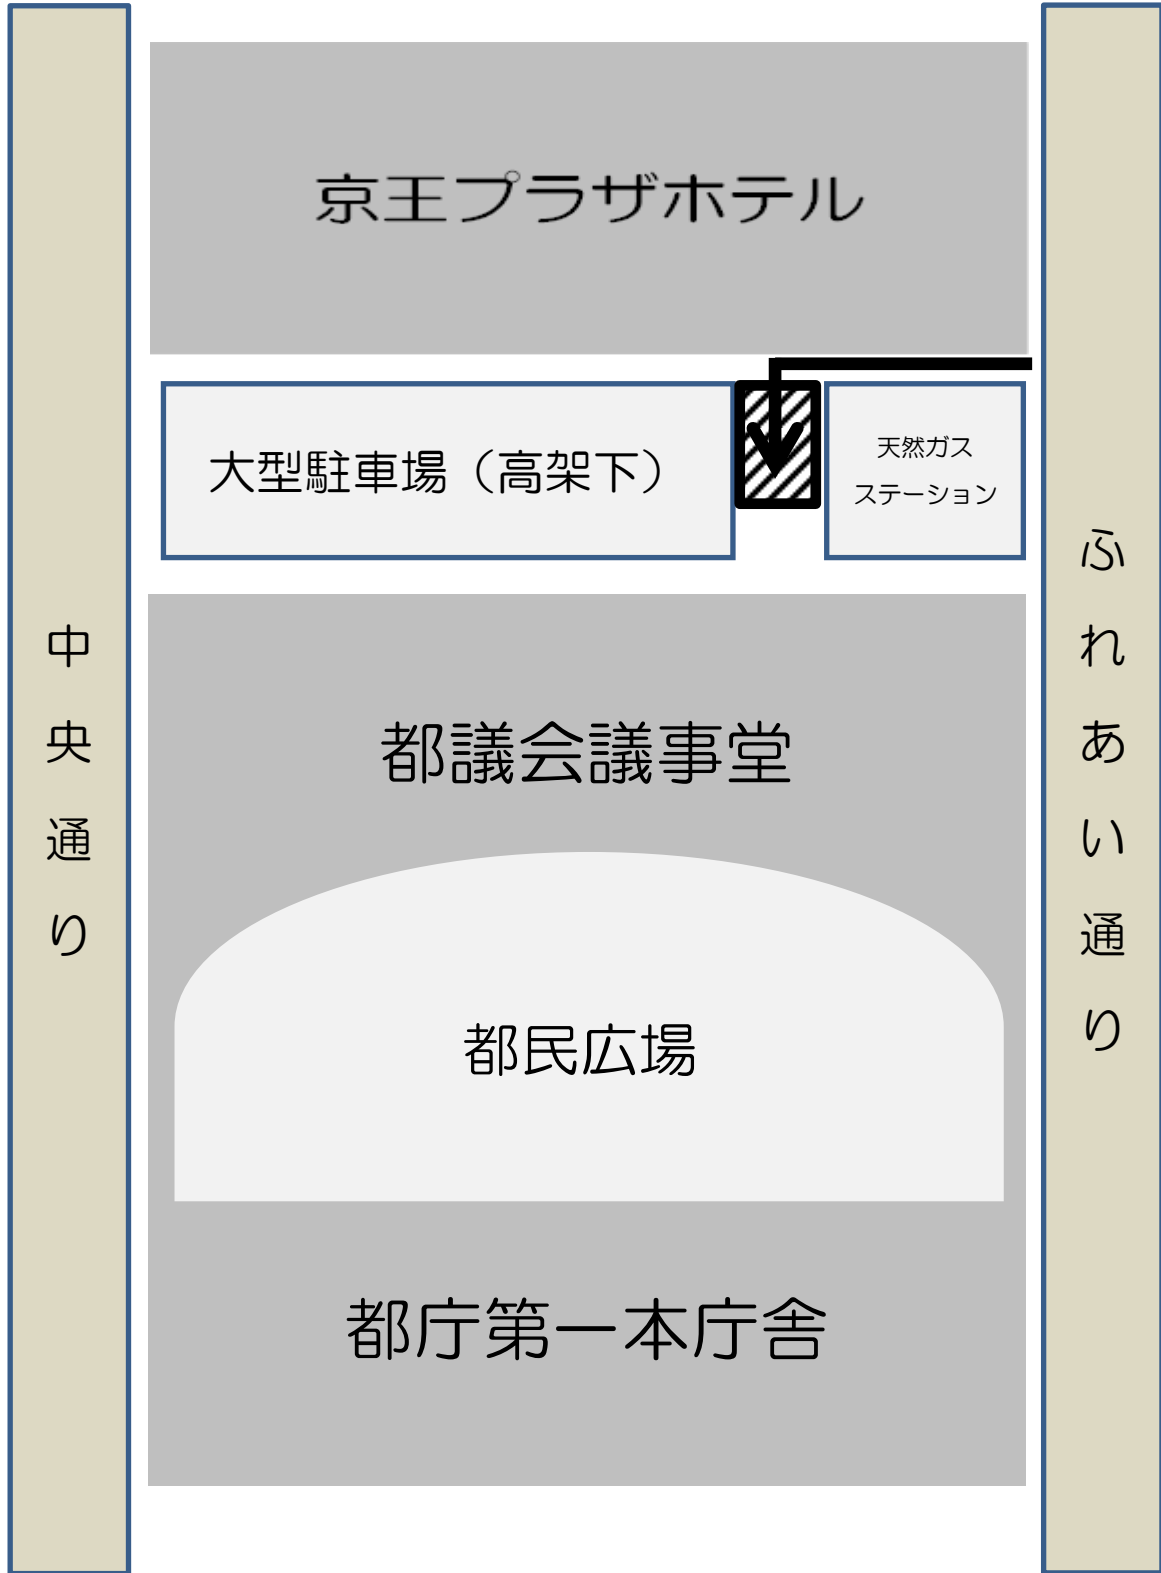 京王プラザホテル
大型駐車場（高架下）
天然ガス
ステーション
中央通り
ふれあい通り
都議会議事堂
都民広場
都庁第一本庁舎